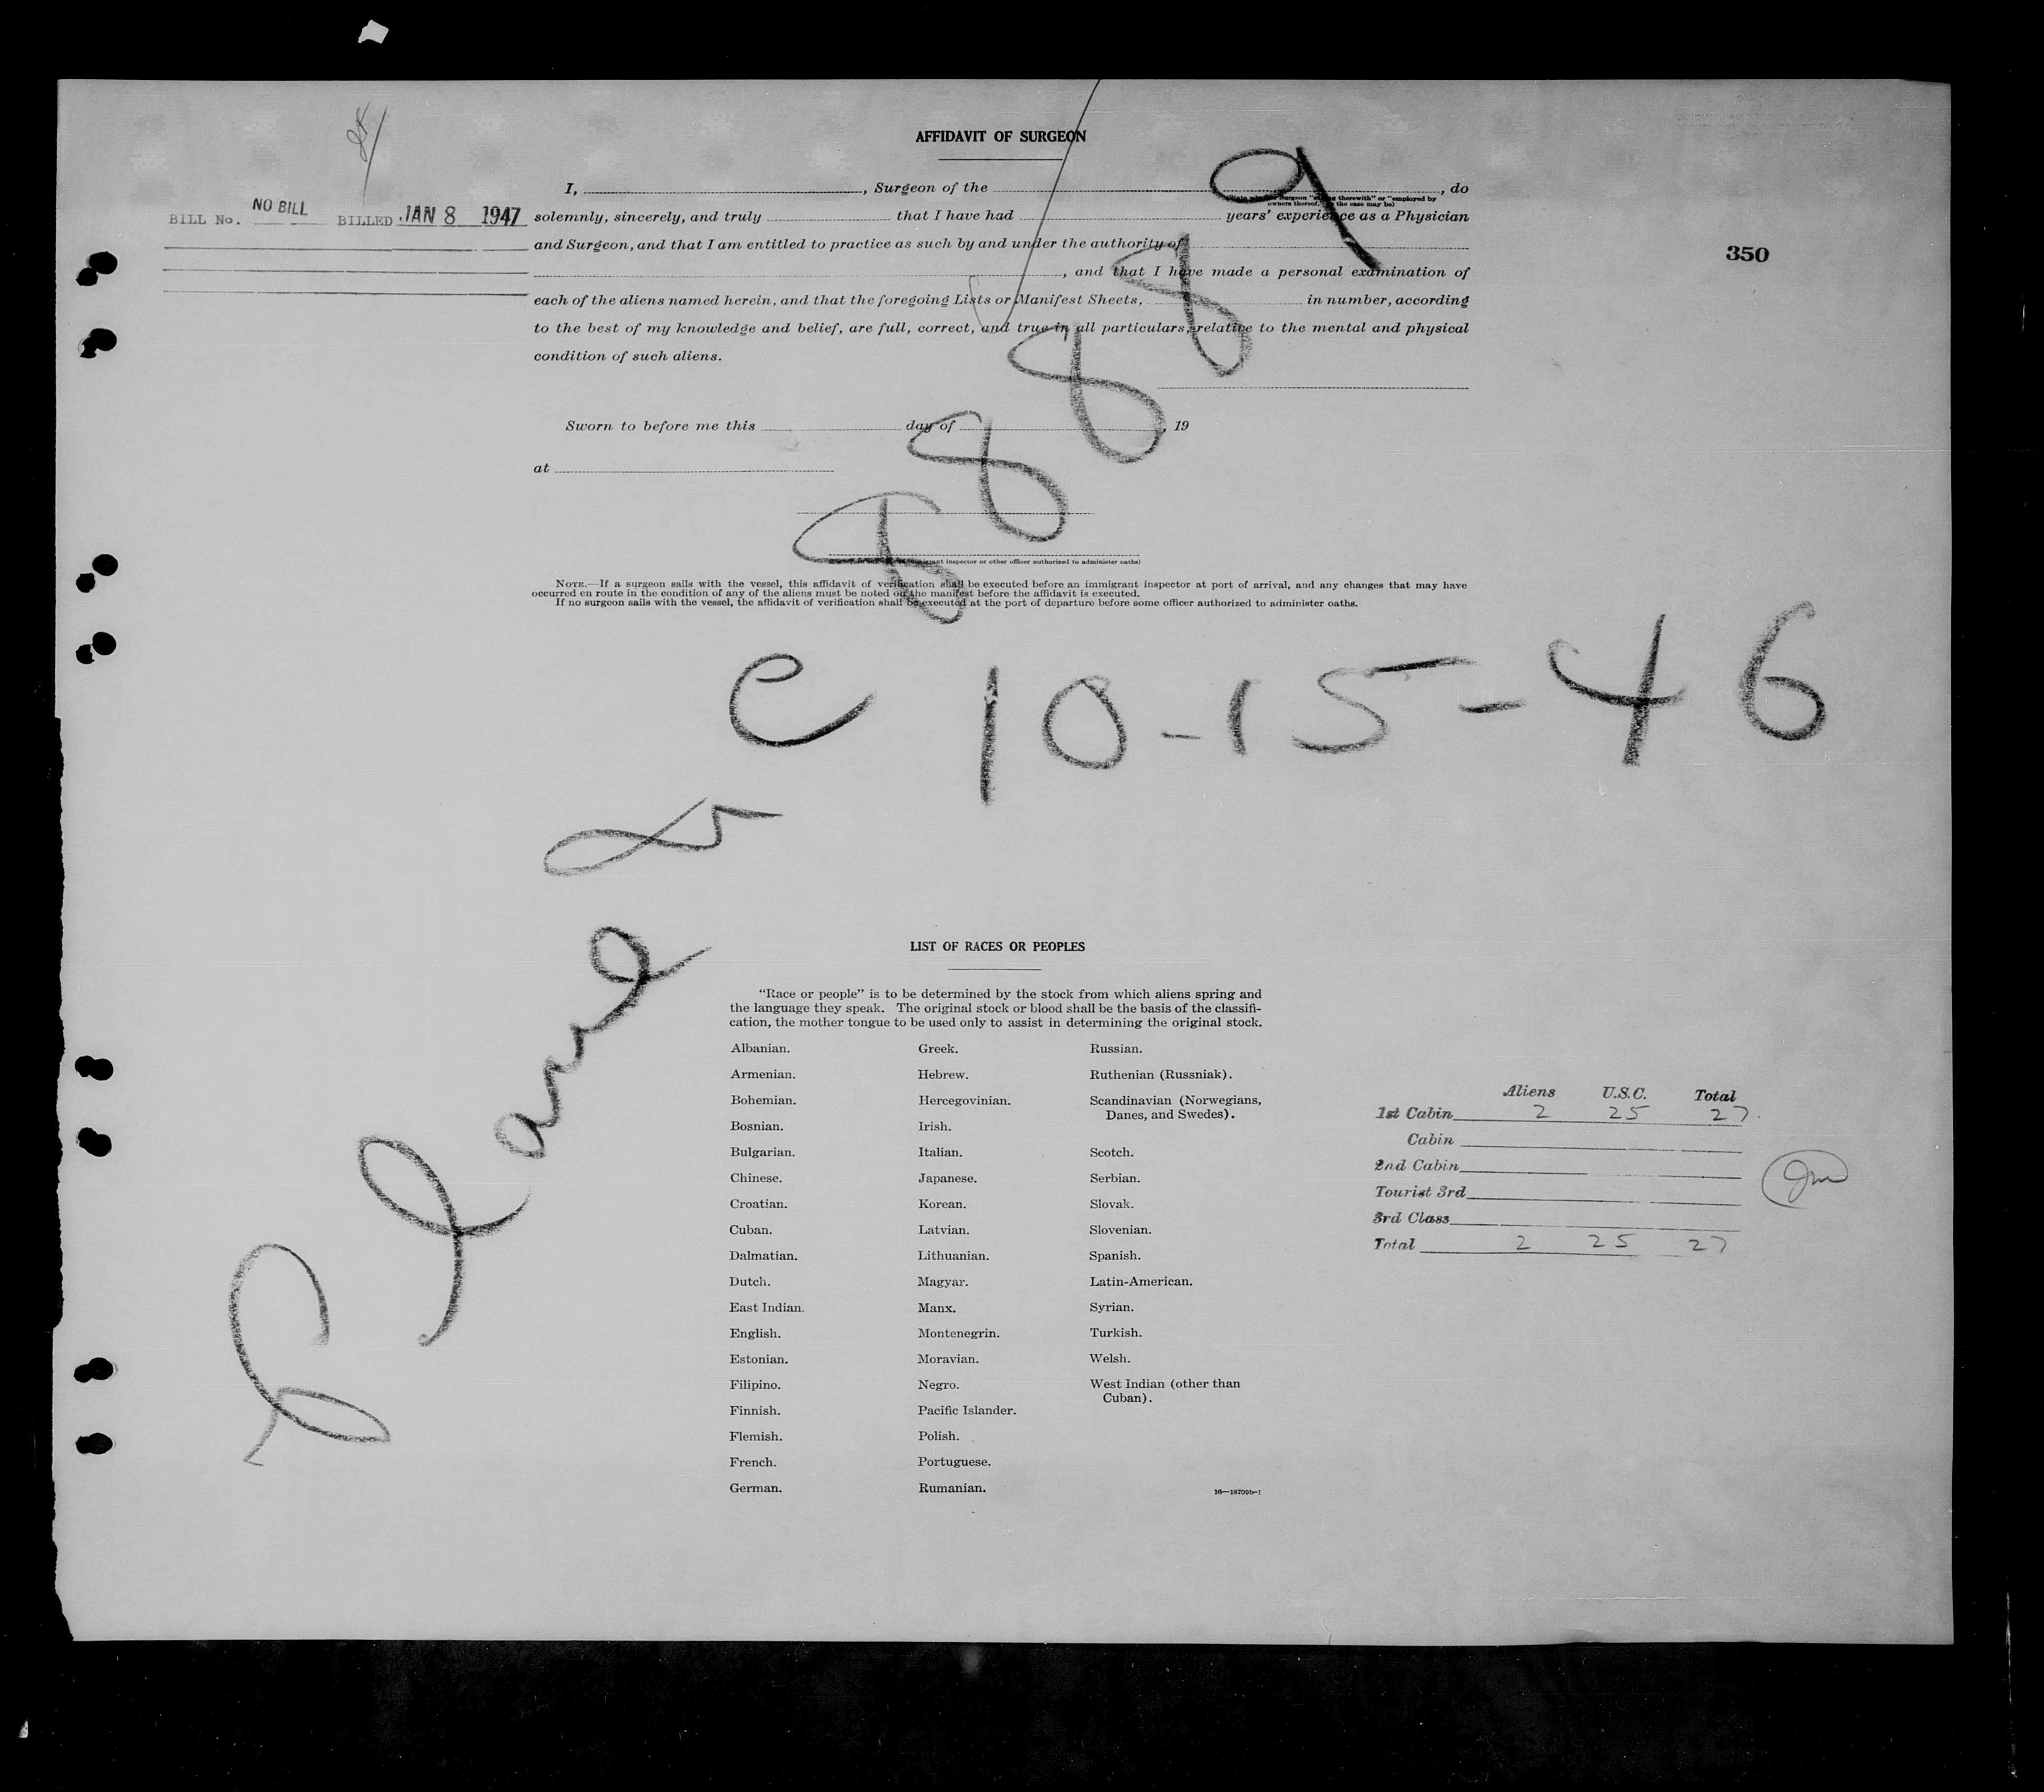 AFFIDAVIT OF SURGEON
I, , Surgeon of the , do
owners thereof, the case may be)
BILL No. NO BILL BILLED JAN 8 1947
solemnly, sincerely, and truly that I have had years' experience as a Physician
and Surgeon, and that I am entitled to practice as such by and under the authority of
350
, and that I have made a personal examination of
each of the aliens named herein, and that the foregoing Lists or Manifest Sheets, in number, according
to the best of my knowledge and belief, are full, correct, and true in all particulars, relative to the mental and physical
condition of such aliens.
Sworn to before me this day of , 19
at
immigrant inspector or other officer authorized to administer oaths)
NOTE.—If a surgeon sails with the vessel, this affidavit of verification shall be executed before an immigrant inspector at port of arrival, and any changes that may have
occurred en route in the condition of any of the aliens must be noted on the manifest before the affidavit is executed.
If no surgeon sails with the vessel, the affidavit of verification shall be executed at the port of departure before some officer authorized to administer oaths.
88889
10-15-46
LIST OF RACES OR PEOPLES
"Race or people" is to be determined by the stock from which aliens spring and
the language they speak. The original stock or blood shall be the basis of the classifi-
cation, the mother tongue to be used only to assist in determining the original stock.
Albanian.
Armenian.
Bohemian.
Bosnian.
Bulgarian.
Chinese.
Croatian.
Cuban.
Dalmatian.
Dutch.
East Indian.
English.
Estonian.
Filipino.
Finnish.
Flemish.
French.
German.
Greek.
Hebrew.
Hercegovinian.
Irish.
Italian.
Japanese.
Korean.
Latvian.
Lithuanian.
Magyar.
Manx.
Montenegrin.
Moravian.
Negro.
Pacific Islander.
Polish.
Portuguese.
Rumanian.
Russian.
Ruthenian (Russniak).
Scandinavian (Norwegians,
Danes, and Swedes).
Scotch.
Serbian.
Slovak.
Slovenian.
Spanish.
Latin-American.
Syrian.
Turkish.
Welsh.
West Indian (other than
Cuban).
Aliens U.S.C. Total
1st Cabin 2 25 27
Cabin
2nd Cabin
Tourist 3rd
3rd Class
Total 2 25 27